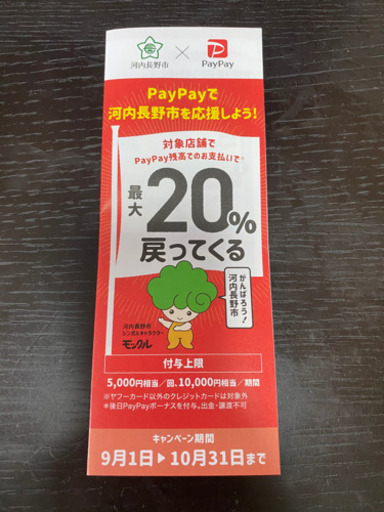 河内長野市 × PayPay
PayPayで
河内長野市を応援しよう!
対象店舗で
PayPay残高でのお支払いで※
最大
20%
戻ってくる
がんばろう!
河内長野市
河内長野市
シンボルキャラクター
モックル
付与上限
5,000円相当/回、10,000円相当/期間
※ヤフーカード以外のクレジットカードは対象外
※後日PayPayボーナスを付与。出金・譲渡不可
キャンペーン期間
9月1日▶10月31日まで